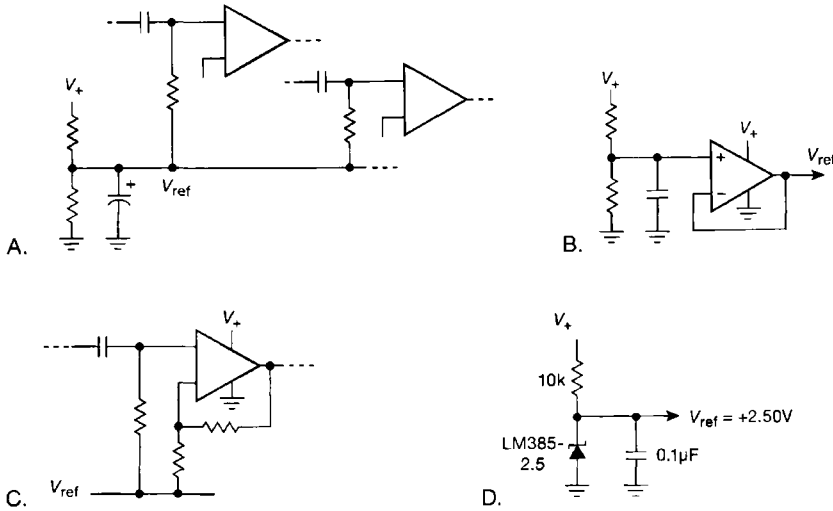 V+
+
Vref
A.
V+
V+
+
−
Vref
B.
V+
Vref
C.
V+
10k
Vref = +2.50V
LM385-
2.5
0.1µF
D.